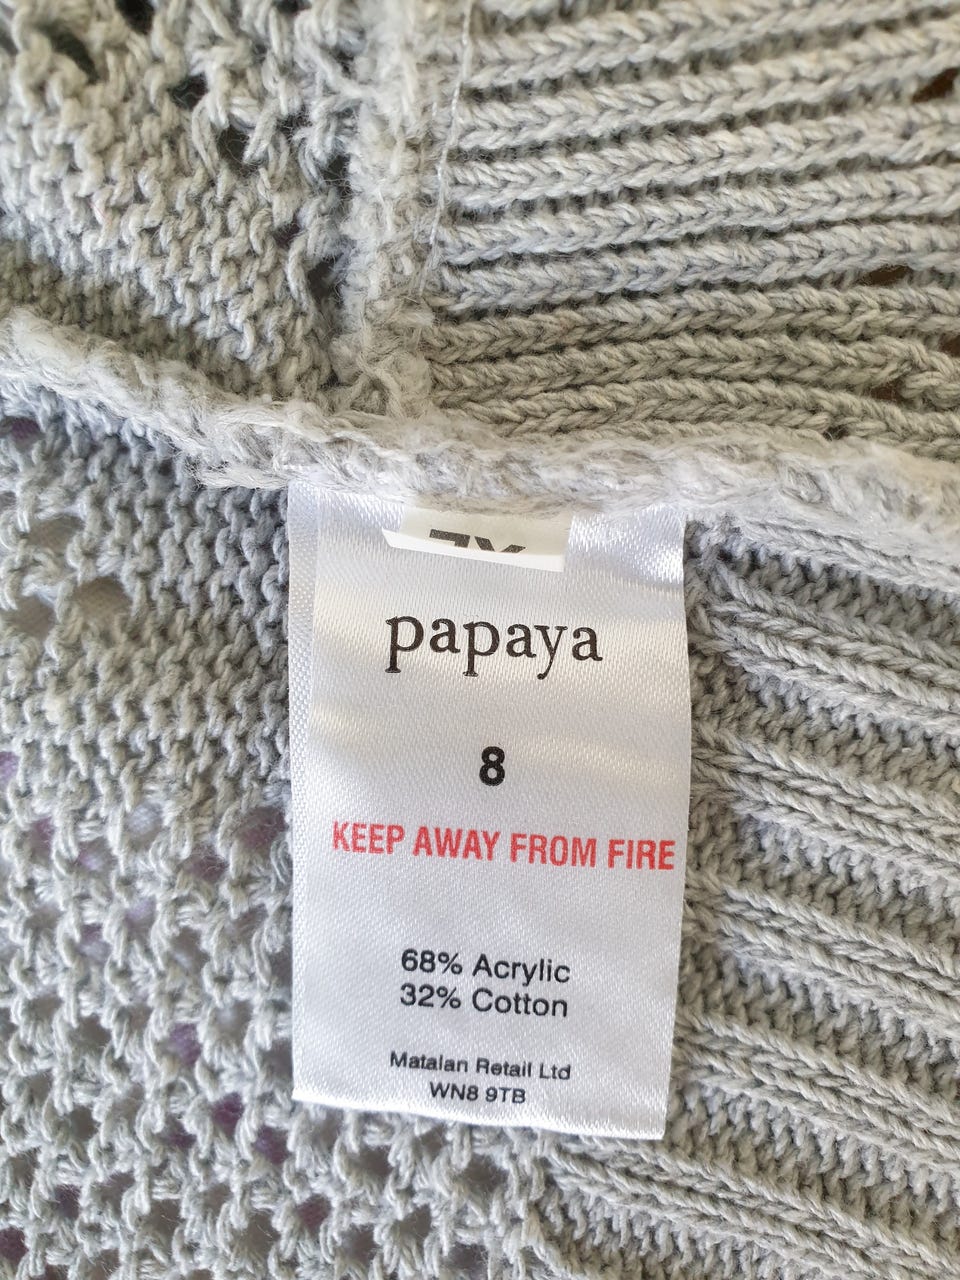 papaya
8
KEEP AWAY FROM FIRE
68% Acrylic
32% Cotton
Matalan Retail Ltd
WN8 9TB